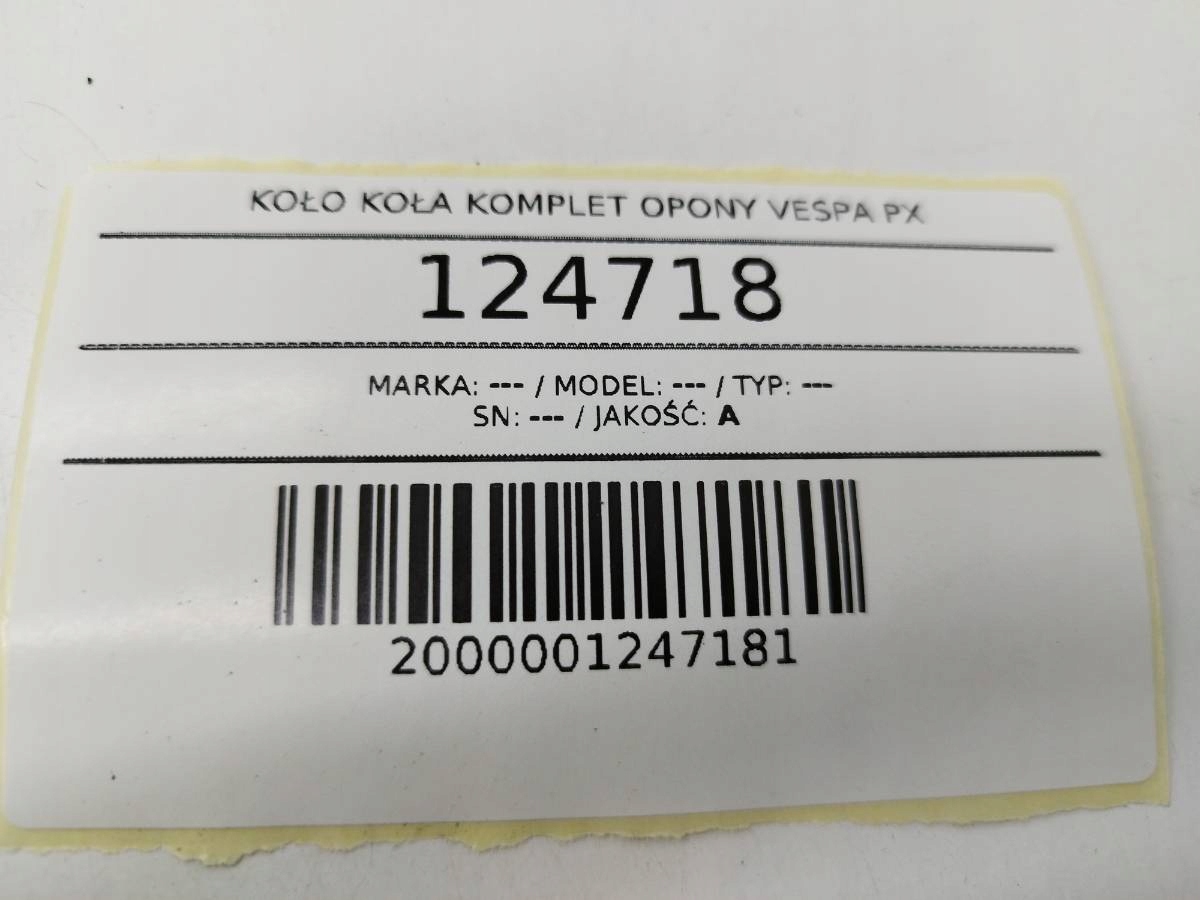 KOŁO KOŁA KOMPLET OPONY VESPA PX
124718
MARKA: --- / MODEL: --- / TYP: ---
SN: --- / JAKOŚĆ: A
2000001247181